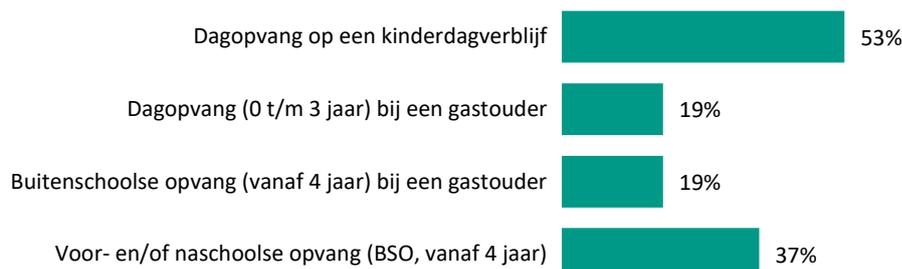 Dagopvang op een kinderdagverblijf 53%
Dagopvang (0 t/m 3 jaar) bij een gastouder 19%
Buitenschoolse opvang (vanaf 4 jaar) bij een gastouder 19%
Voor- en/of naschoolse opvang (BSO, vanaf 4 jaar) 37%